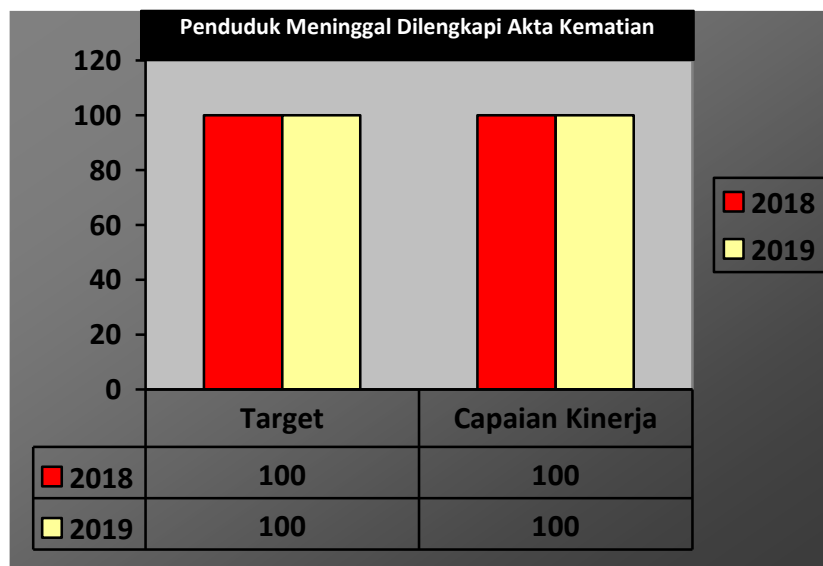 Penduduk Meninggal Dilengkapi Akta Kematian
120
100
80
60
40
20
0
2018
2019
Target Capaian Kinerja
2018 100 100
2019 100 100